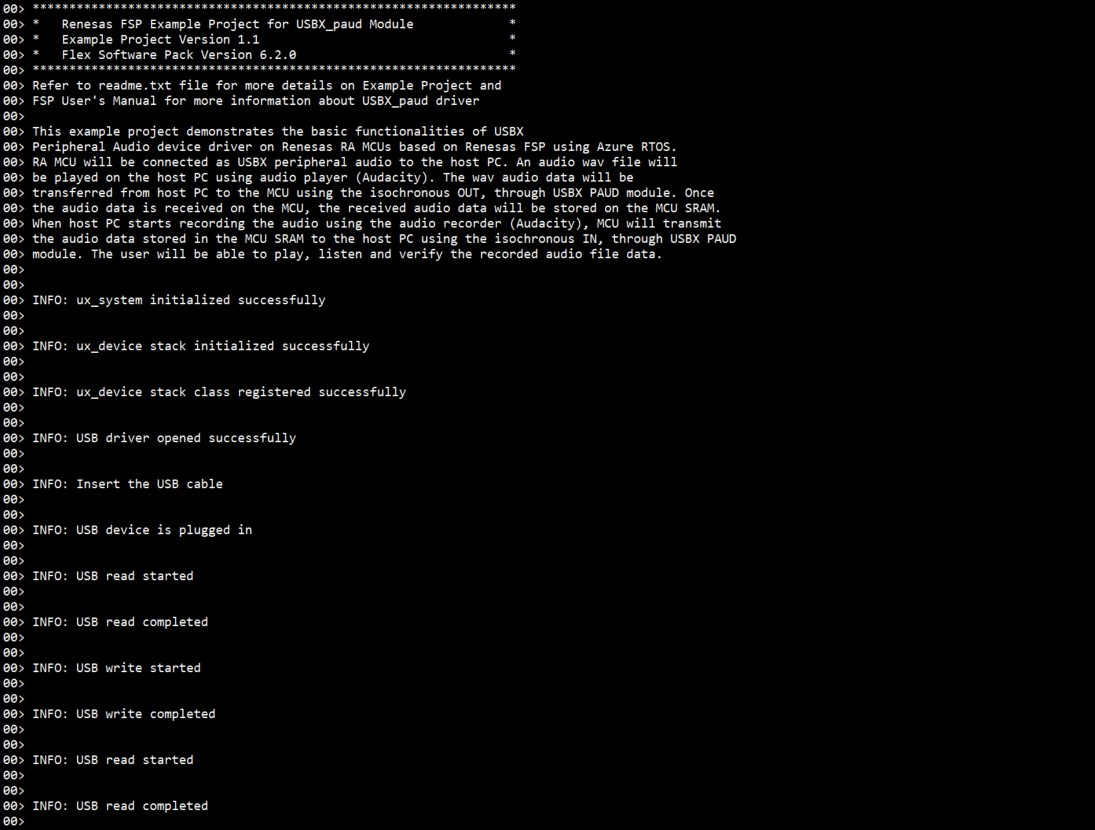 00> ******************************************************************
00> *   Renesas FSP Example Project for USBX_paud Module             *
00> *   Example Project Version 1.1                                  *
00> *   Flex Software Pack Version 6.2.0                             *
00> ******************************************************************
00> Refer to readme.txt file for more details on Example Project and
00> FSP User's Manual for more information about USBX_paud driver
00>
00> This example project demonstrates the basic functionalities of USBX
00> Peripheral Audio device driver on Renesas RA MCUs based on Renesas FSP using Azure RTOS.
00> RA MCU will be connected as USBX peripheral audio to the host PC. An audio wav file will
00> be played on the host PC using audio player (Audacity). The wav audio data will be
00> transferred from host PC to the MCU using the isochronous OUT, through USBX PAUD module. Once
00> the audio data is received on the MCU, the received audio data will be stored on the MCU SRAM.
00> When host PC starts recording the audio using the audio recorder (Audacity), MCU will transmit
00> the audio data stored in the MCU SRAM to the host PC using the isochronous IN, through USBX PAUD
00> module. The user will be able to play, listen and verify the recorded audio file data.
00>
00>
00> INFO: ux_system initialized successfully
00>
00>
00> INFO: ux_device stack initialized successfully
00>
00>
00> INFO: ux_device stack class registered successfully
00>
00>
00> INFO: USB driver opened successfully
00>
00>
00> INFO: Insert the USB cable
00>
00>
00> INFO: USB device is plugged in
00>
00>
00> INFO: USB read started
00>
00>
00> INFO: USB read completed
00>
00>
00> INFO: USB write started
00>
00>
00> INFO: USB write completed
00>
00>
00> INFO: USB read started
00>
00>
00> INFO: USB read completed
00>